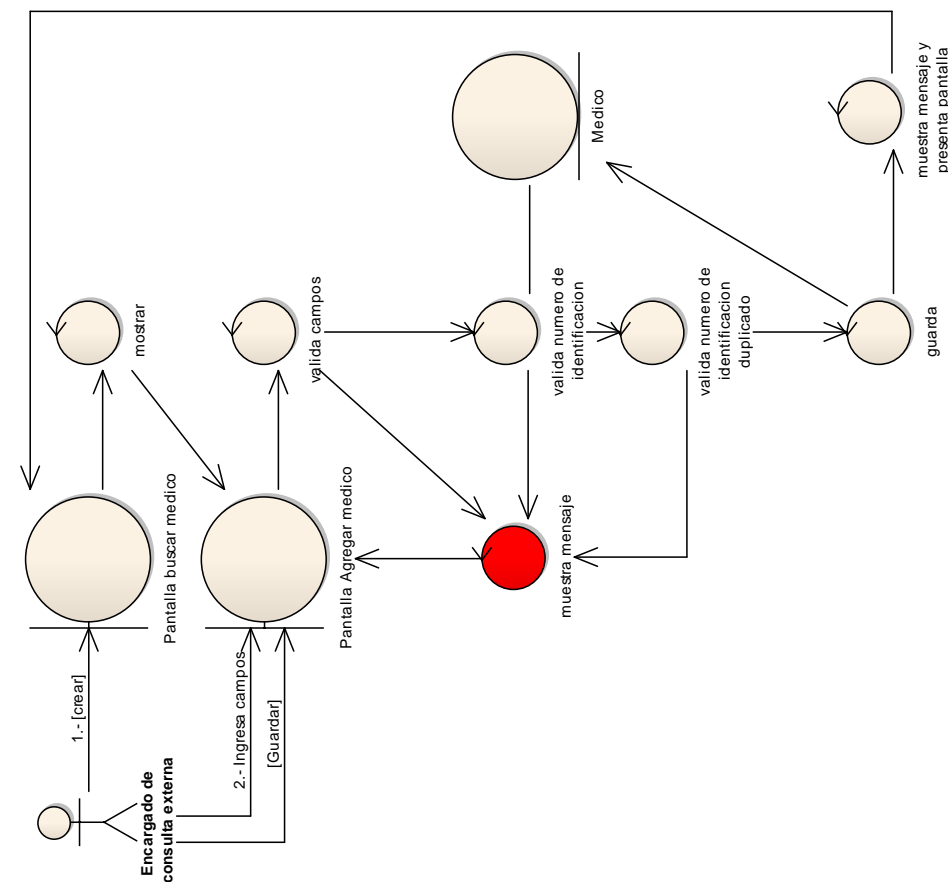 Encargado de
consulta externa
1.- [crear]
Pantalla buscar medico
mostrar
2.- Ingresa campos
[Guardar]
Pantalla Agregar medico
valida campos
muestra mensaje
valida numero de
identificacion
Medico
valida numero de
identificacion
duplicado
guarda
muestra mensaje y
presenta pantalla